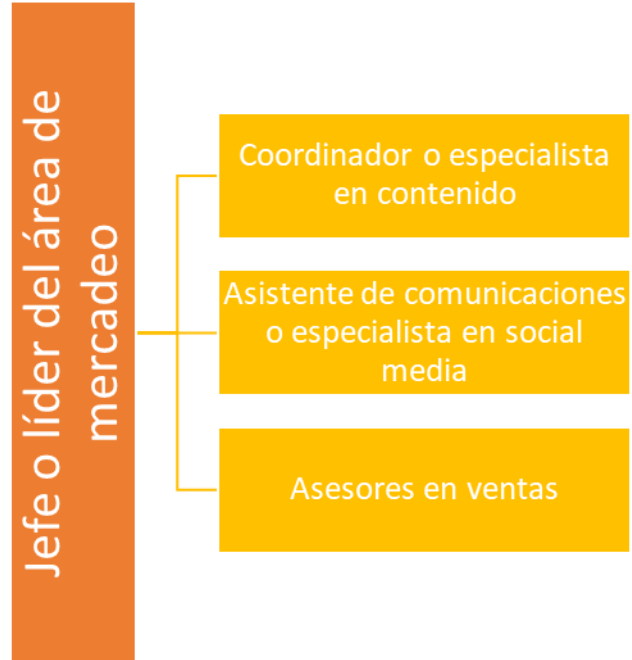 Jefe o líder del área de
mercadeo
Coordinador o especialista
en contenido
Asistente de comunicaciones
o especialista en social
media
Asesores en ventas